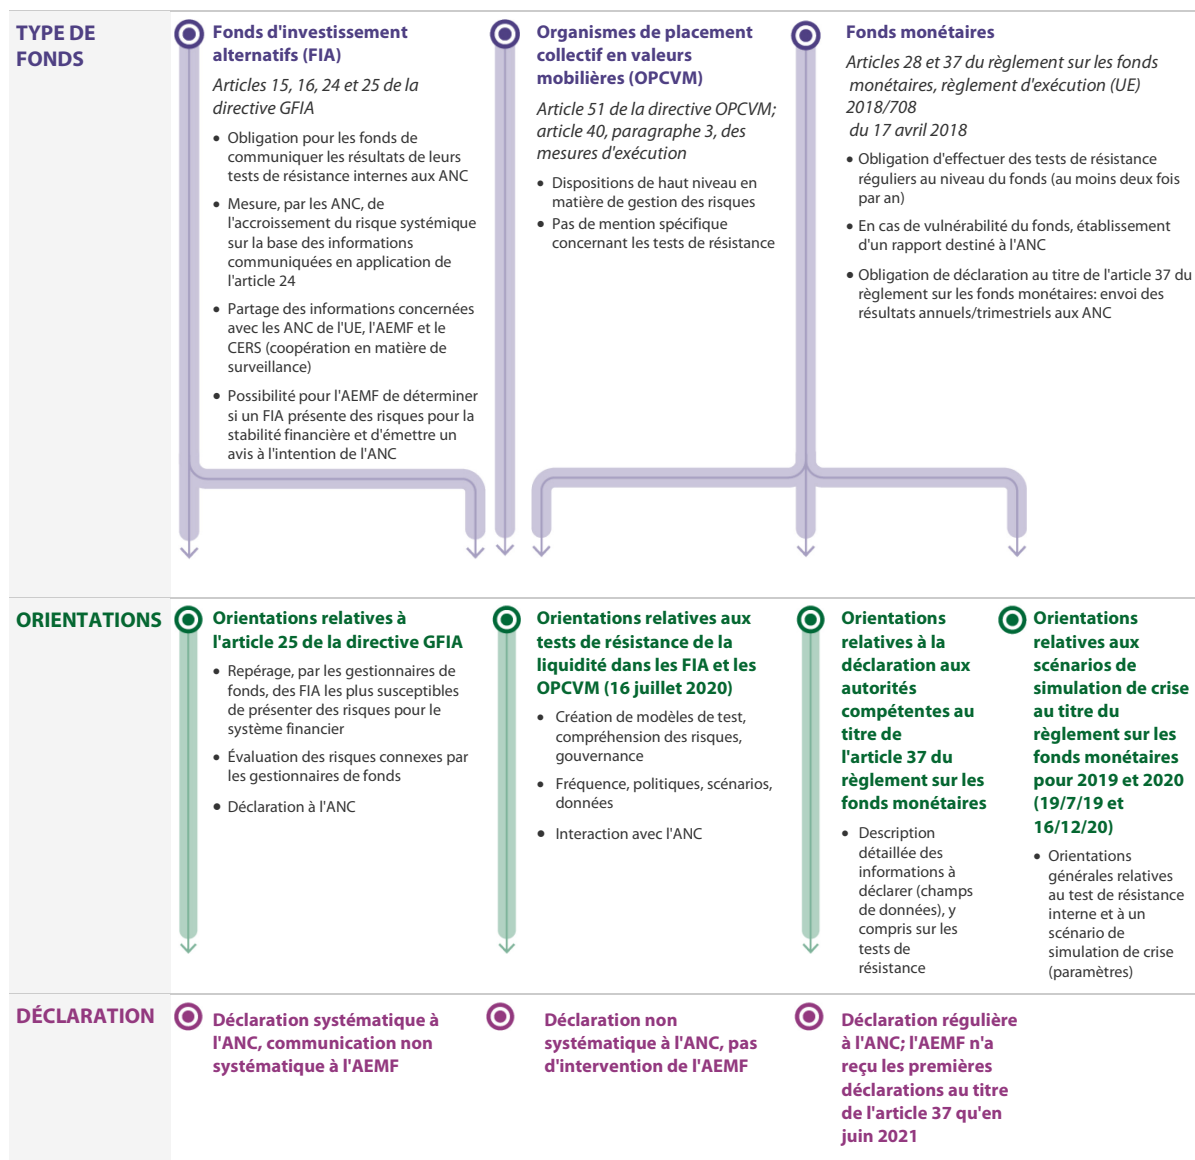 TYPE DE
FONDS
Fonds d'investissement
alternatifs (FIA)
Articles 15, 16, 24 et 25 de la
directive GFIA
• Obligation pour les fonds de
communiquer les résultats de leurs
tests de résistance internes aux ANC
• Mesure, par les ANC, de
l'accroissement du risque systémique
sur la base des informations
communiquées en application de
l'article 24
• Partage des informations concernées
avec les ANC de l'UE, l'AEMF et le
CERS (coopération en matière de
surveillance)
• Possibilité pour l'AEMF de déterminer
si un FIA présente des risques pour la
stabilité financière et d'émettre un
avis à l'intention de l'ANC
Organismes de placement
collectif en valeurs
mobilières (OPCVM)
Article 51 de la directive OPCVM;
article 40, paragraphe 3, des
mesures d'exécution
• Dispositions de haut niveau en
matière de gestion des risques
• Pas de mention spécifique
concernant les tests de résistance
Fonds monétaires
Articles 28 et 37 du règlement sur les fonds
monétaires, règlement d'exécution (UE)
2018/708
du 17 avril 2018
• Obligation d'effectuer des tests de résistance
réguliers au niveau du fonds (au moins deux fois
par an)
• En cas de vulnérabilité du fonds, établissement
d'un rapport destiné à l'ANC
• Obligation de déclaration au titre de l'article 37 du
règlement sur les fonds monétaires: envoi des
résultats annuels/trimestriels aux ANC
ORIENTATIONS
Orientations relatives à
l'article 25 de la directive GFIA
• Repérage, par les gestionnaires de
fonds, des FIA les plus susceptibles
de présenter des risques pour le
système financier
• Évaluation des risques connexes par
les gestionnaires de fonds
• Déclaration à l'ANC
Orientations relatives aux
tests de résistance de la
liquidité dans les FIA et les
OPCVM (16 juillet 2020)
• Création de modèles de test,
compréhension des risques,
gouvernance
• Fréquence, politiques, scénarios,
données
• Interaction avec l'ANC
Orientations
relatives à la
déclaration aux
autorités
compétentes au
titre de
l'article 37 du
règlement sur les
fonds monétaires
• Description
détaillée des
informations à
déclarer (champs
de données), y
compris sur les
tests de
résistance
Orientations
relatives aux
scénarios de
simulation de crise
au titre du
règlement sur les
fonds monétaires
pour 2019 et 2020
(19/7/19 et
16/12/20)
• Orientations
générales relatives
au test de résistance
interne et à un
scénario de
simulation de crise
(paramètres)
DÉCLARATION
Déclaration systématique à
l'ANC, communication non
systématique à l'AEMF
Déclaration non
systématique à l'ANC, pas
d'intervention de l'AEMF
Déclaration régulière
à l'ANC; l'AEMF n'a
reçu les premières
déclarations au titre
de l'article 37 qu'en
juin 2021